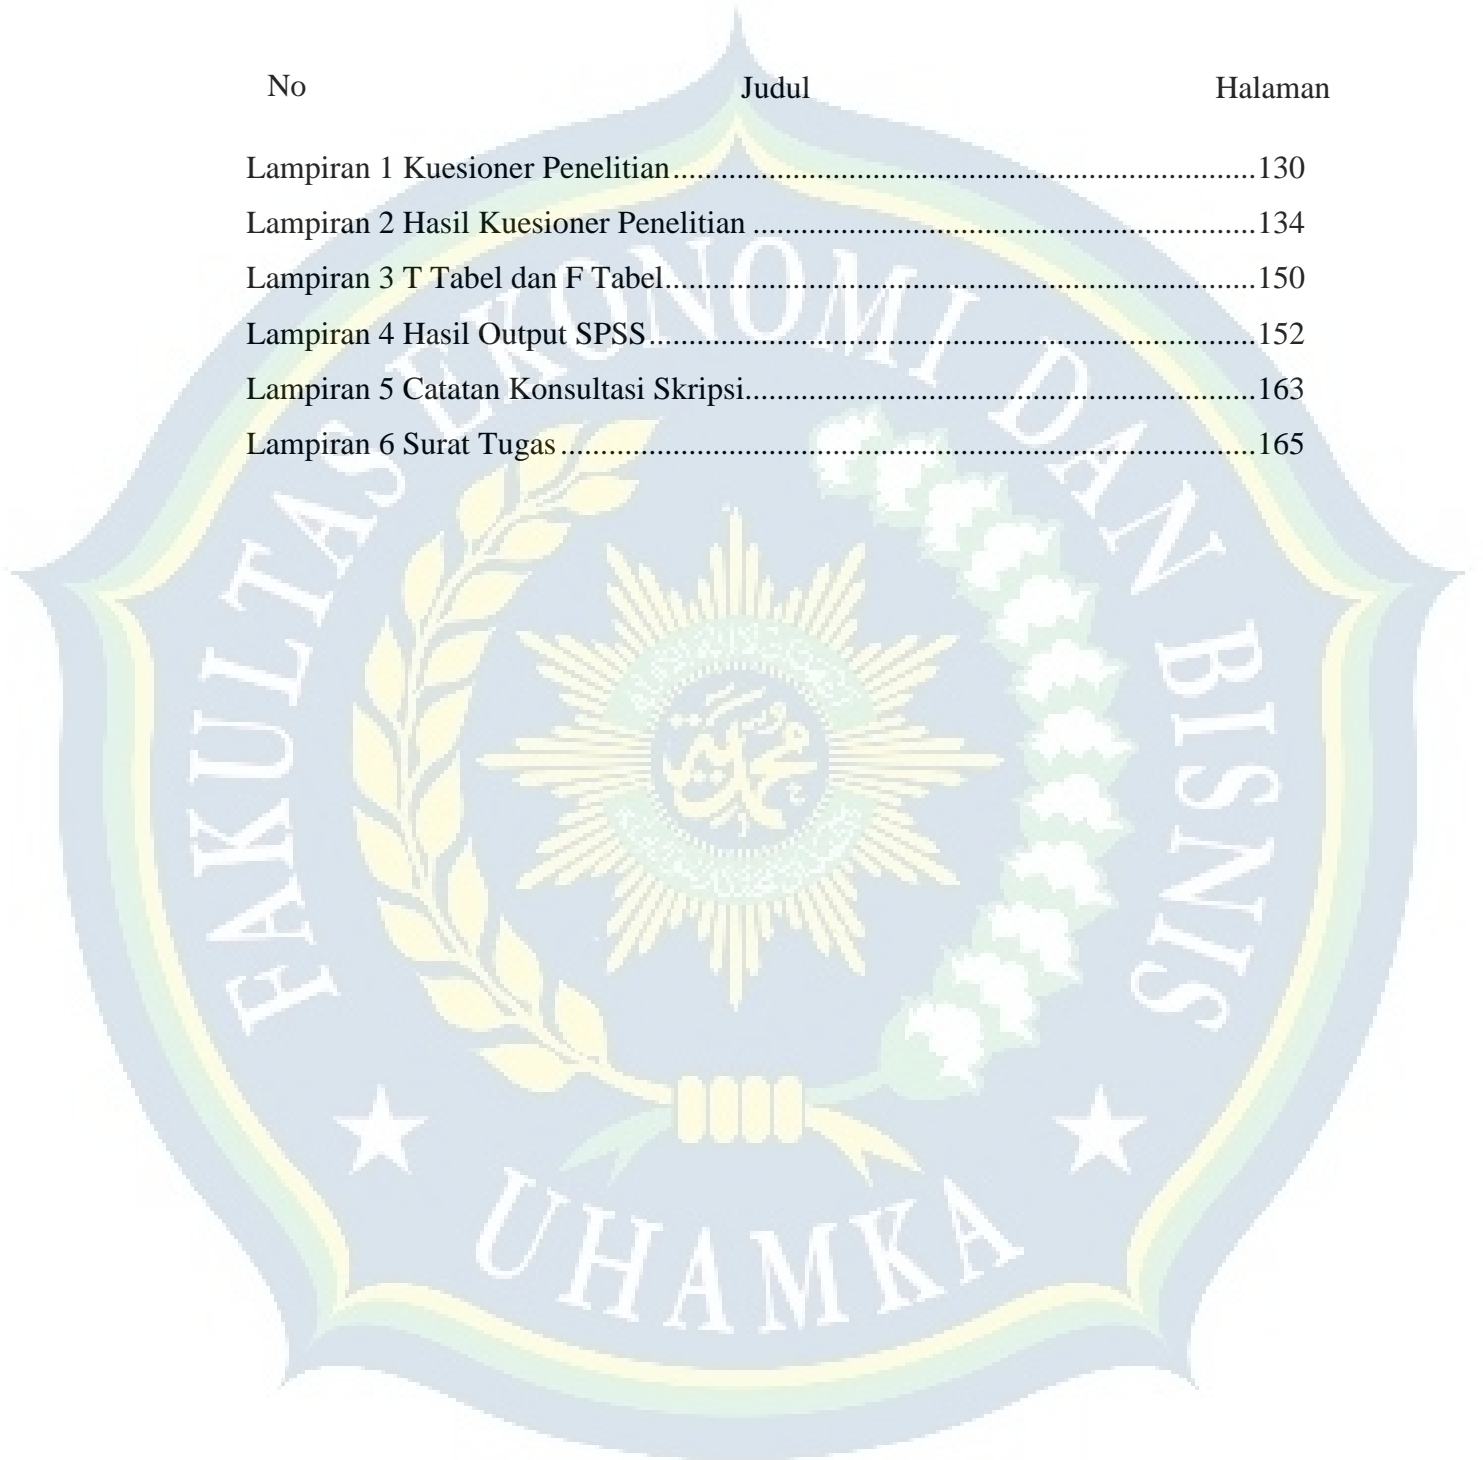 No Judul Halaman
Lampiran 1 Kuesioner Penelitian..........................................................................130
Lampiran 2 Hasil Kuesioner Penelitian ................................................................134
Lampiran 3 T Tabel dan F Tabel...........................................................................150
Lampiran 4 Hasil Output SPSS.............................................................................152
Lampiran 5 Catatan Konsultasi Skripsi.................................................................163
Lampiran 6 Surat Tugas ........................................................................................165
FAKULTAS EKONOMI DAN BISNIS
محمدية
UHAMKA